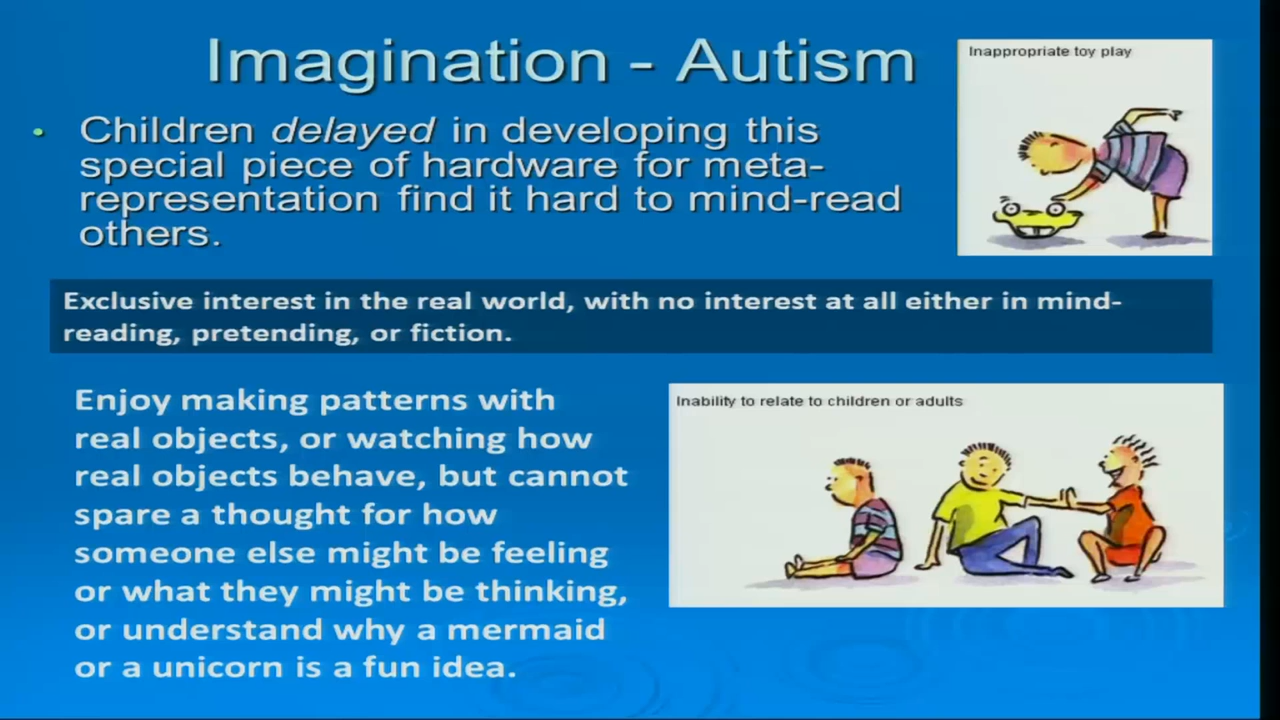 Imagination - Autism
Inappropriate toy play
• Children delayed in developing this
special piece of hardware for meta-
representation find it hard to mind-read
others.
Exclusive interest in the real world, with no interest at all either in mind-
reading, pretending, or fiction.
Enjoy making patterns with
real objects, or watching how
real objects behave, but cannot
spare a thought for how
someone else might be feeling
or what they might be thinking,
or understand why a mermaid
or a unicorn is a fun idea.
Inability to relate to children or adults